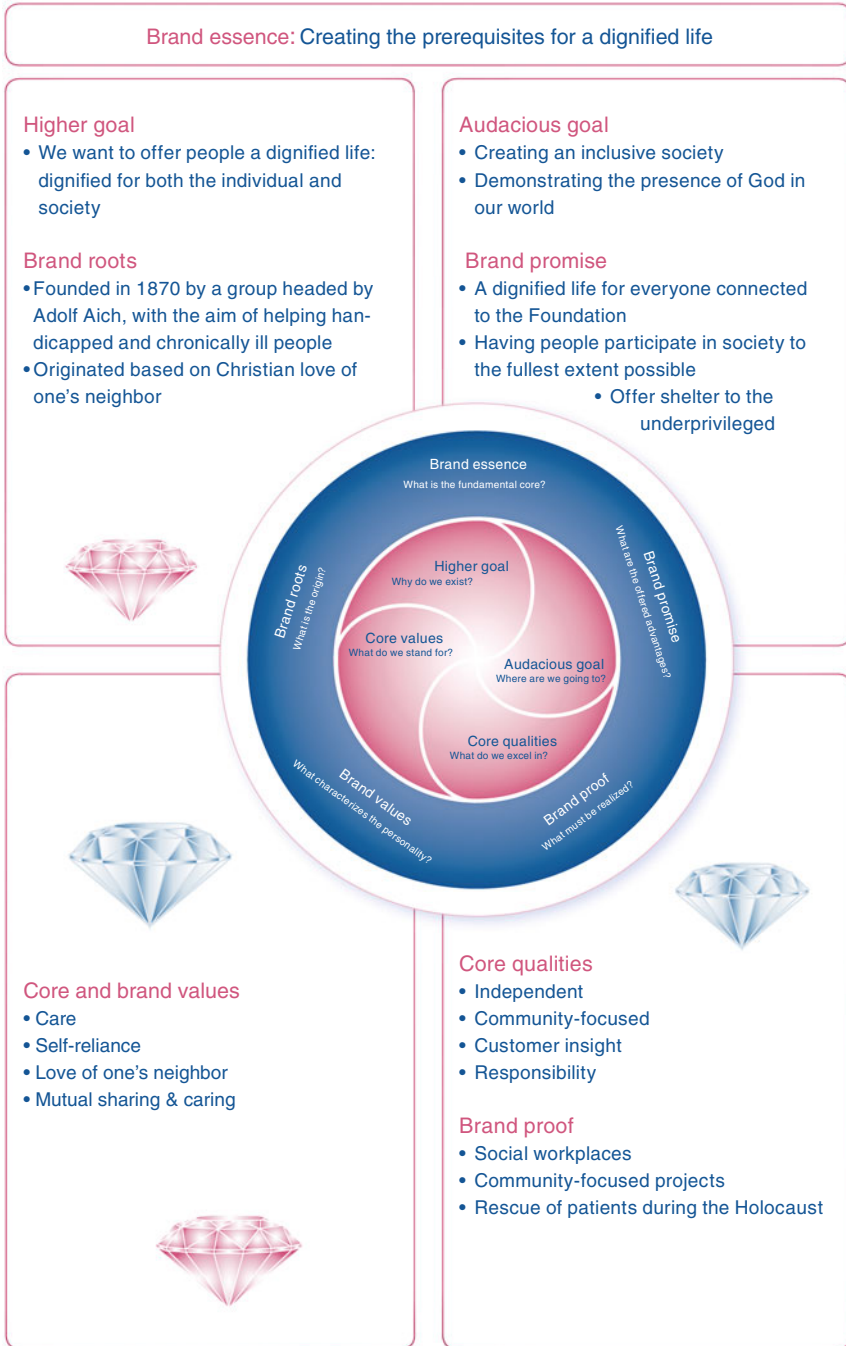 Brand essence: Creating the prerequisites for a dignified life
Higher goal
• We want to offer people a dignified life:
dignified for both the individual and
society
Brand roots
• Founded in 1870 by a group headed by
Adolf Aich, with the aim of helping han-
dicapped and chronically ill people
• Originated based on Christian love of
one's neighbor
Audacious goal
• Creating an inclusive society
• Demonstrating the presence of God in
our world
Brand promise
• A dignified life for everyone connected
to the Foundation
• Having people participate in society to
the fullest extent possible
• Offer shelter to the
underprivileged
Brand essence
What is the fundamental core?
Brand promise
What are the offered advantages?
Brand proof
What must be realized?
Brand values
What characterizes the personality?
Brand roots
What is the origin?
Higher goal
Why do we exist?
Core values
What do we stand for?
Audacious goal
Where are we going to?
Core qualities
What do we excel in?
Core and brand values
• Care
• Self-reliance
• Love of one's neighbor
• Mutual sharing & caring
Core qualities
• Independent
• Community-focused
• Customer insight
• Responsibility
Brand proof
• Social workplaces
• Community-focused projects
• Rescue of patients during the Holocaust